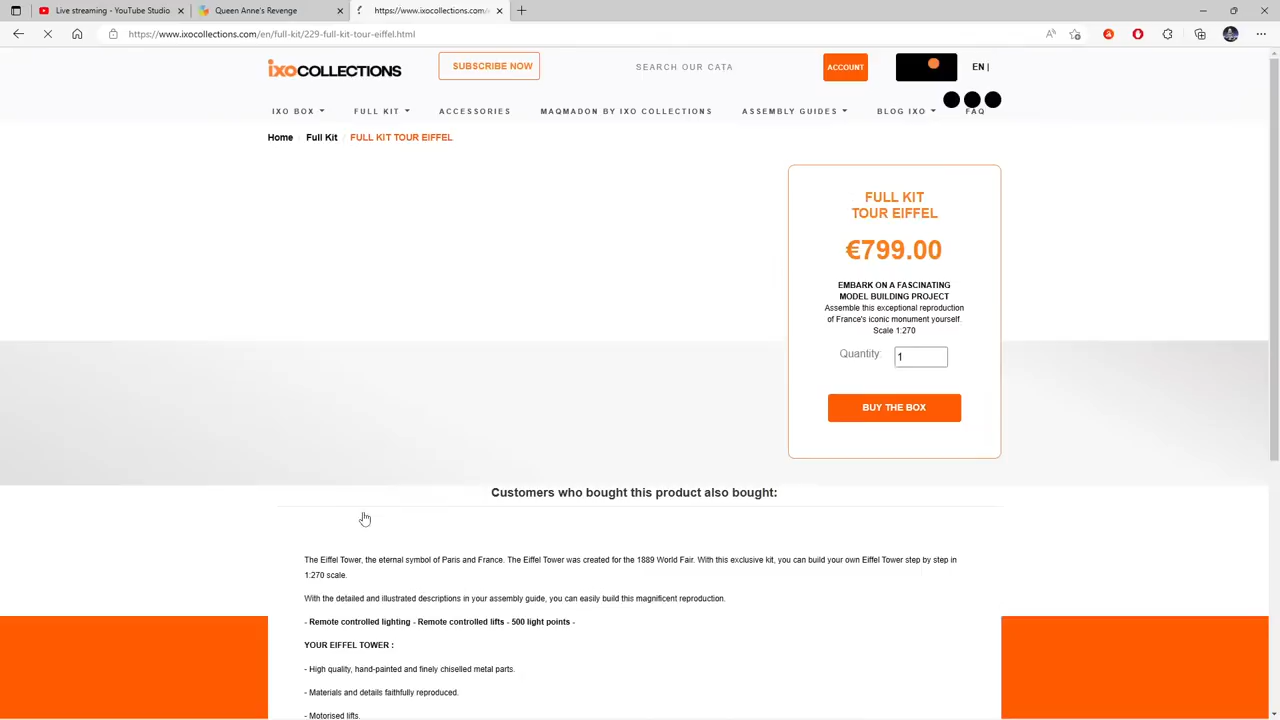 Live streaming - YouTube Studio
Queen Anne's Revenge
https://www.ixocollections.com/e
https://www.ixocollections.com/en/full-kit/229-full-kit-tour-eiffel.html
ixoCOLLECTIONS
SUBSCRIBE NOW
SEARCH OUR CATA
ACCOUNT
EN |
IXO BOX
FULL KIT
ACCESSORIES
MAQMADON BY IXO COLLECTIONS
ASSEMBLY GUIDES
BLOG IXO
FAQ
Home / Full Kit / FULL KIT TOUR EIFFEL
FULL KIT
TOUR EIFFEL
€799.00
EMBARK ON A FASCINATING
MODEL BUILDING PROJECT
Assemble this exceptional reproduction
of France's iconic monument yourself.
Scale 1:270
Quantity: 1
BUY THE BOX
Customers who bought this product also bought:
The Eiffel Tower, the eternal symbol of Paris and France. The Eiffel Tower was created for the 1889 World Fair. With this exclusive kit, you can build your own Eiffel Tower step by step in
1:270 scale.
With the detailed and illustrated descriptions in your assembly guide, you can easily build this magnificent reproduction.
- Remote controlled lighting - Remote controlled lifts - 500 light points -
YOUR EIFFEL TOWER :
- High quality, hand-painted and finely chiselled metal parts.
- Materials and details faithfully reproduced.
- Motorised lifts.